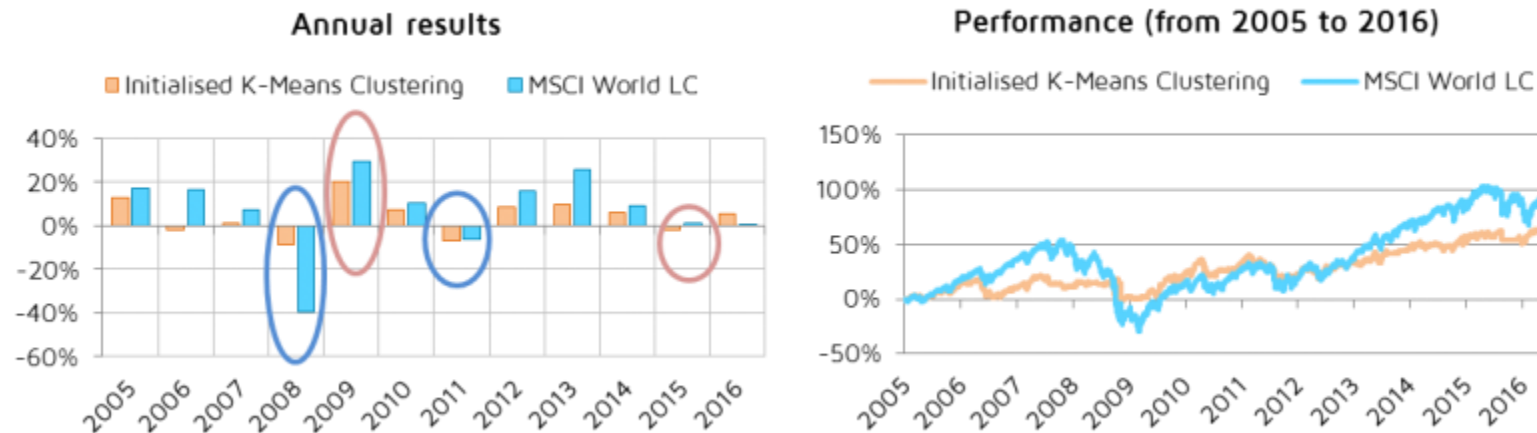 Annual results
Initialised K-Means Clustering MSCI World LC
40%
20%
0%
-20%
-40%
-60%
2005 2006 2007 2008 2009 2010 2011 2012 2013 2014 2015 2016
Performance (from 2005 to 2016)
Initialised K-Means Clustering MSCI World LC
150%
100%
50%
0%
-50%
2005 2006 2007 2008 2009 2010 2011 2012 2013 2014 2015 2016